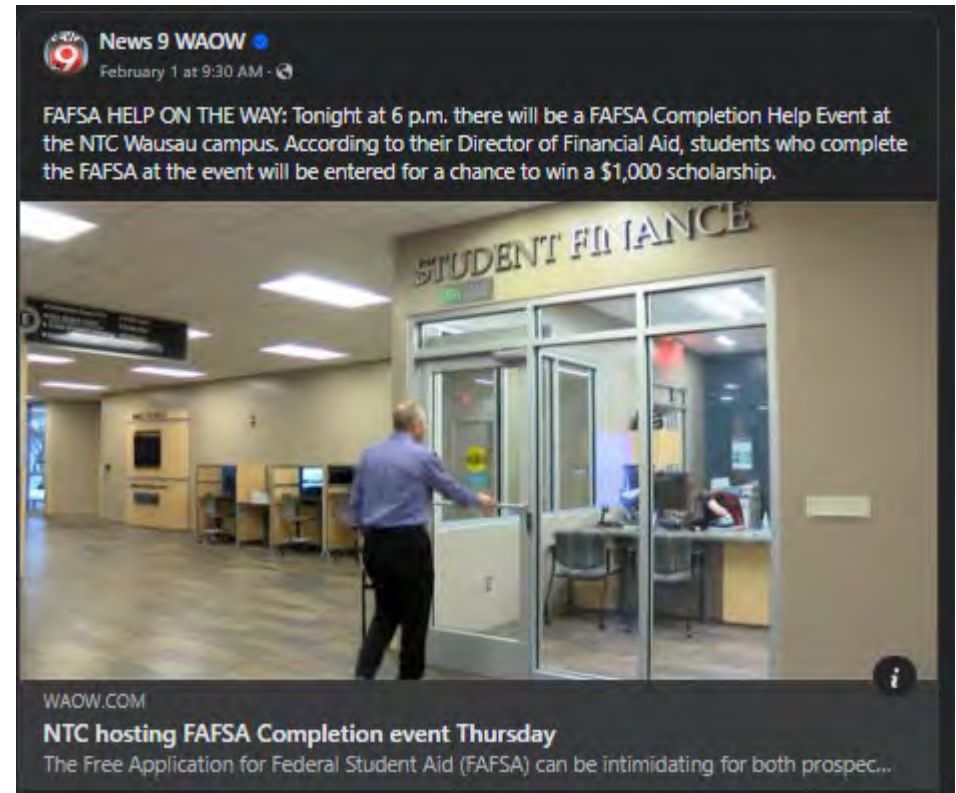 News 9 WAOW
February 1 at 9:30 AM ·
FAFSA HELP ON THE WAY: Tonight at 6 p.m. there will be a FAFSA Completion Help Event at
the NTC Wausau campus. According to their Director of Financial Aid, students who complete
the FAFSA at the event will be entered for a chance to win a $1,000 scholarship.
STUDENT FINANCE
D
WAOW.COM
NTC hosting FAFSA Completion event Thursday
The Free Application for Federal Student Aid (FAFSA) can be intimidating for both prospec...